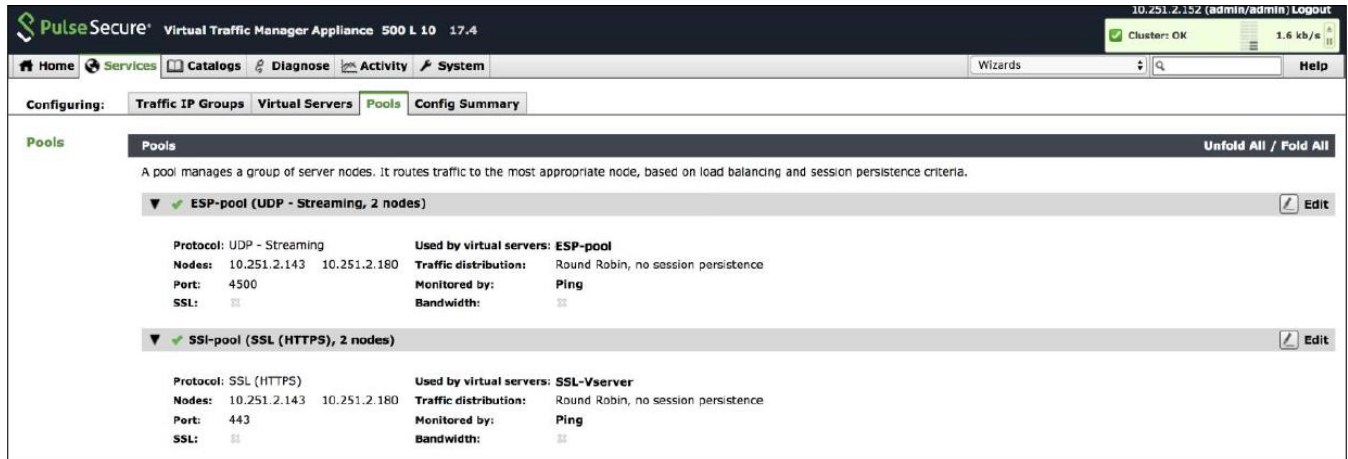 10.251.2.152 (admin/admin) Logout
PulseSecure® Virtual Traffic Manager Appliance 500 L 10 17.4
Cluster: OK 1.6 kb/s
Home Services Catalogs Diagnose Activity System Wizards Help
Configuring: Traffic IP Groups Virtual Servers Pools Config Summary
Pools
Pools Unfold All / Fold All
A pool manages a group of server nodes. It routes traffic to the most appropriate node, based on load balancing and session persistence criteria.
ESP-pool (UDP - Streaming, 2 nodes) Edit
Protocol: UDP - Streaming Used by virtual servers: ESP-pool
Nodes: 10.251.2.143 10.251.2.180 Traffic distribution: Round Robin, no session persistence
Port: 4500 Monitored by: Ping
SSL: Bandwidth:
SSl-pool (SSL (HTTPS), 2 nodes) Edit
Protocol: SSL (HTTPS) Used by virtual servers: SSL-Vserver
Nodes: 10.251.2.143 10.251.2.180 Traffic distribution: Round Robin, no session persistence
Port: 443 Monitored by: Ping
SSL: Bandwidth: